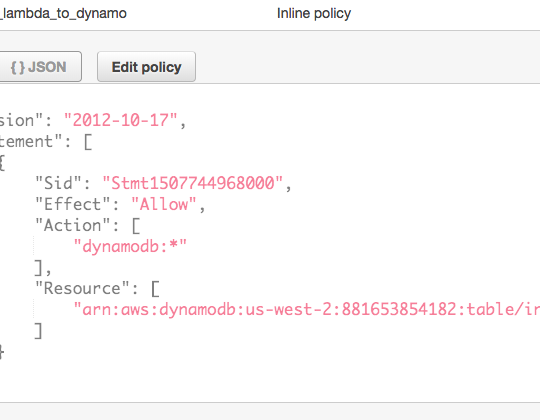 _lambda_to_dynamo Inline policy
{ } JSON Edit policy
sion": "2012-10-17",
tement": [
{
"Sid": "Stmt1507744968000",
"Effect": "Allow",
"Action": [
"dynamodb:*"
],
"Resource": [
"arn:aws:dynamodb:us-west-2:881653854182:table/in
]
}